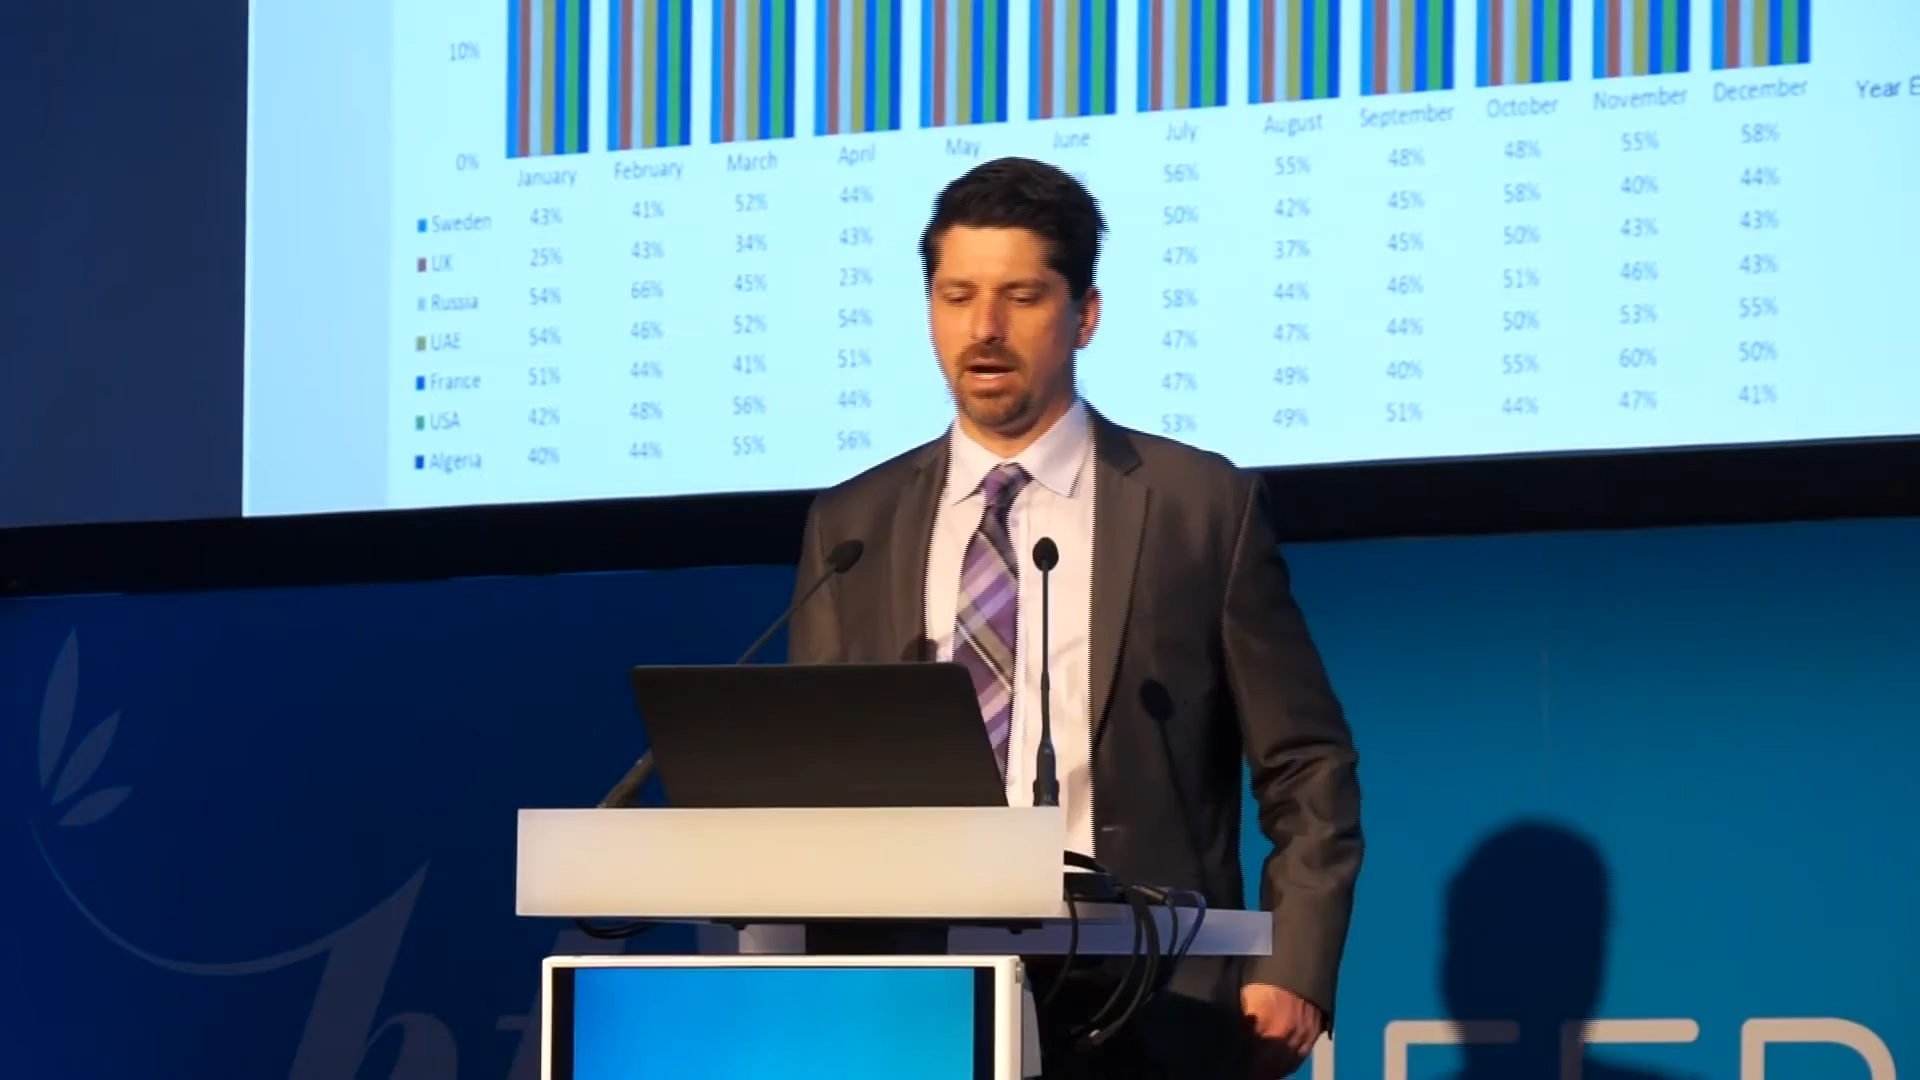 10%
0%
January February March April May June July August September October November December Year
Sweden 43% 41% 52% 44% 56% 55% 48% 48% 55% 58%
UK 25% 43% 34% 43% 50% 42% 45% 58% 40% 44%
Russia 54% 66% 45% 23% 47% 37% 45% 50% 43% 43%
UAE 54% 46% 52% 54% 58% 44% 46% 51% 46% 43%
France 51% 44% 41% 51% 47% 47% 44% 50% 53% 55%
USA 42% 48% 56% 44% 47% 49% 40% 55% 60% 50%
Algeria 40% 44% 55% 56% 53% 49% 51% 44% 47% 41%